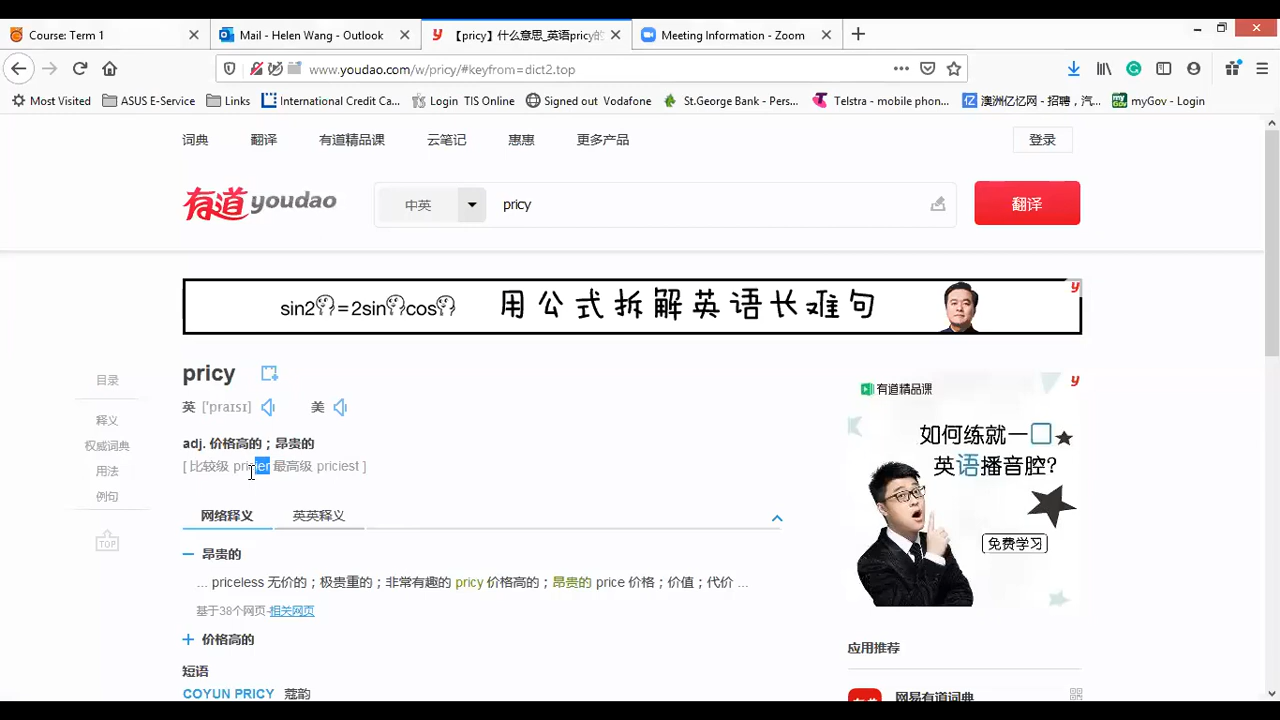 Course: Term 1
Mail - Helen Wang - Outlook
【pricy】什么意思_英语pricy的
Meeting Information - Zoom
www.youdao.com/w/pricy/#keyfrom=dict2.top
Most Visited
ASUS E-Service
Links
International Credit Ca...
Login TIS Online
Signed out Vodafone
St.George Bank - Pers...
Telstra - mobile phon...
澳洲亿忆网 - 招聘，汽...
myGov - Login
词典 翻译 有道精品课 云笔记 惠惠 更多产品 登录
有道 youdao 中英 pricy 翻译
sin2 =2sin cos 用公式拆解英语长难句
pricy
目录
释义
权威词典
用法
例句
TOP
英 ['praɪsɪ] 美
adj. 价格高的；昂贵的
[ 比较级 pricier 最高级 priciest ]
网络释义 英英释义
昂贵的
... priceless 无价的；极贵重的；非常有趣的 pricy 价格高的；昂贵的 price 价格；价值；代价 ...
基于38个网页-相关网页
价格高的
短语
COYUN PRICY 蔻韵
有道精品课
如何练就一口
英语播音腔?
免费学习
应用推荐
网易有道词典